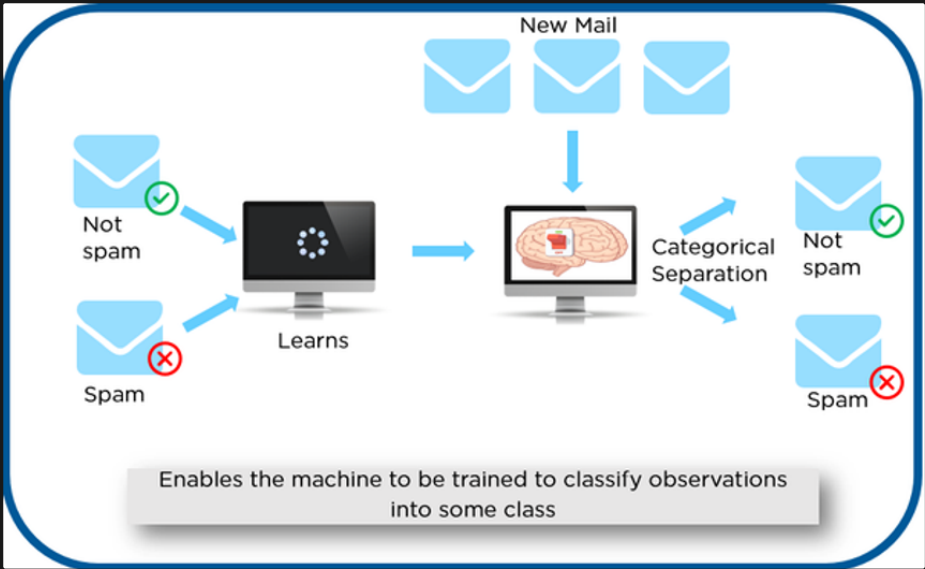 New Mail
Not
spam
Spam
Learns
Categorical
Separation
Not
spam
Spam
Enables the machine to be trained to classify observations
into some class